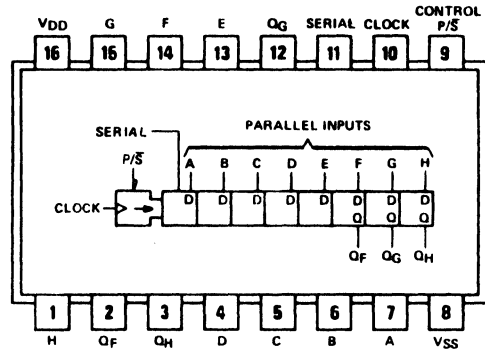 VDD G F E QG SERIAL CLOCK CONTROL P/S̅
16 16 14 13 12 11 10 9
SERIAL PARALLEL INPUTS
P/S̅ A B C D E F G H
D D D D D D D D
CLOCK Q Q Q
QF QG QH
1 2 3 4 5 6 7 8
H QF QH D C B A VSS